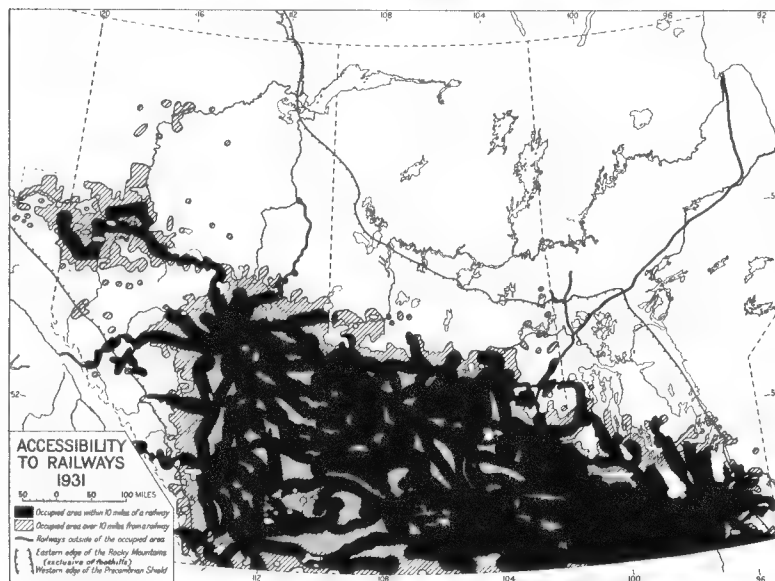 120
116
112
108
104
100
96
92
52
ACCESSIBILITY
TO RAILWAYS
1931
50 0 50 100 MILES
Occupied area within 10 miles of a railway
Occupied area over 10 miles from a railway
Railways outside of the occupied area
Eastern edge of the Rocky Mountains
(exclusive of foothills)
Western edge of the Precambrian Shield
112
108
104
100
96